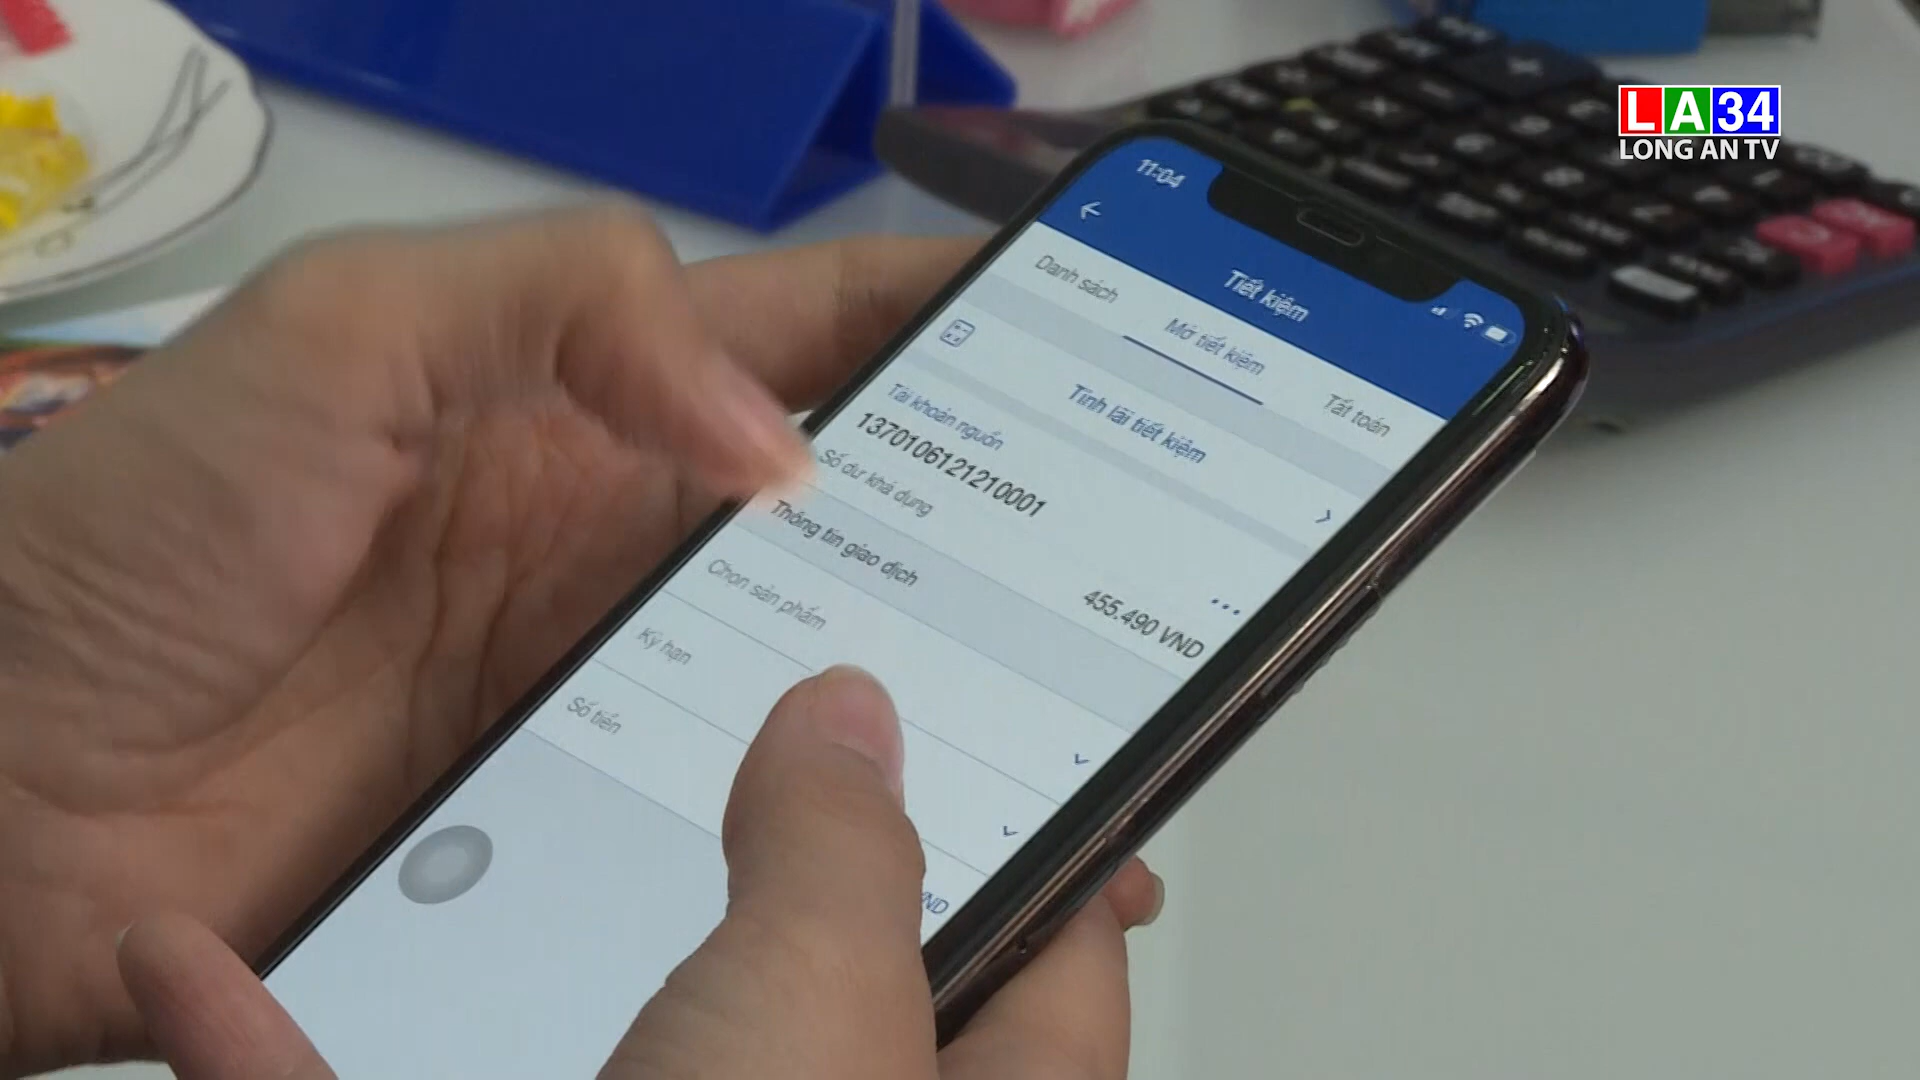 LA34
LONG AN TV
11:04
Tiết kiệm
Danh sách
Mở tiết kiệm
Tất toán
Tính lãi tiết kiệm
Tài khoản nguồn
1370106121210001
Số dư khả dụng
455.490 VND
Thông tin giao dịch
Chọn sản phẩm
Kỳ hạn
Số tiền
VND